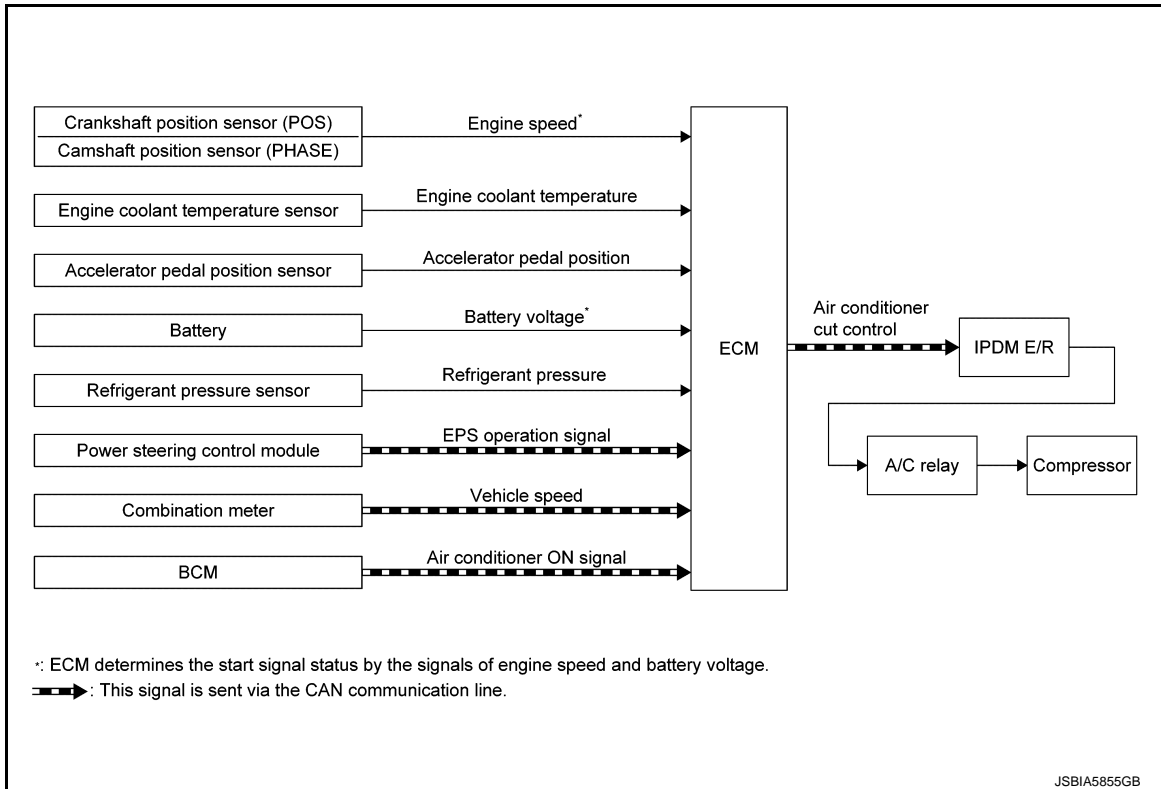 Crankshaft position sensor (POS)
Camshaft position sensor (PHASE)
Engine speed*
Engine coolant temperature sensor
Engine coolant temperature
Accelerator pedal position sensor
Accelerator pedal position
Battery
Battery voltage*
Refrigerant pressure sensor
Refrigerant pressure
Power steering control module
EPS operation signal
Combination meter
Vehicle speed
BCM
Air conditioner ON signal
ECM
Air conditioner
cut control
IPDM E/R
A/C relay
Compressor
*: ECM determines the start signal status by the signals of engine speed and battery voltage.
: This signal is sent via the CAN communication line.
JSBIA5855GB